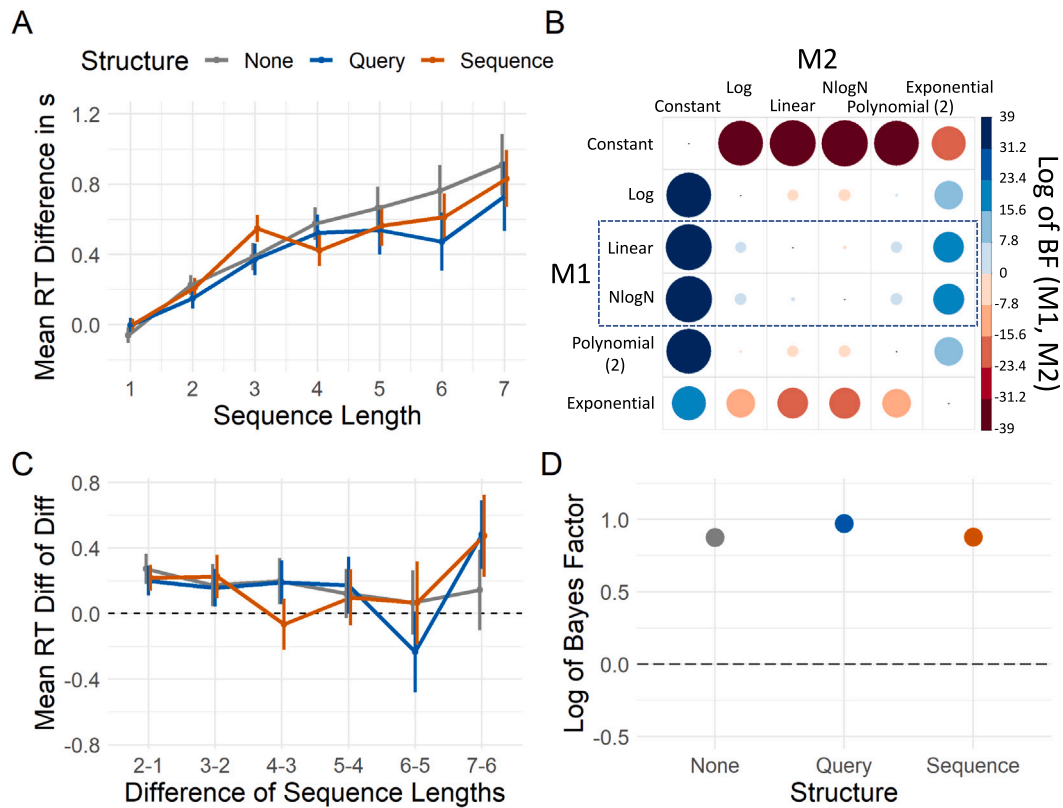 A
Structure None Query Sequence
Mean RT Difference in s
1.2
0.8
0.4
0.0
1 2 3 4 5 6 7
Sequence Length
B
M2
Constant Log Linear NlogN Polynomial (2) Exponential
M1
Constant
Log
Linear
NlogN
Polynomial
(2)
Exponential
39
31.2
23.4
15.6
7.8
0
-7.8
-15.6
-23.4
-31.2
-39
Log of BF (M1, M2)
C
Mean RT Diff of Diff
0.8
0.4
0.0
-0.4
-0.8
2-1 3-2 4-3 5-4 6-5 7-6
Difference of Sequence Lengths
D
Log of Bayes Factor
1.0
0.5
0.0
-0.5
None Query Sequence
Structure